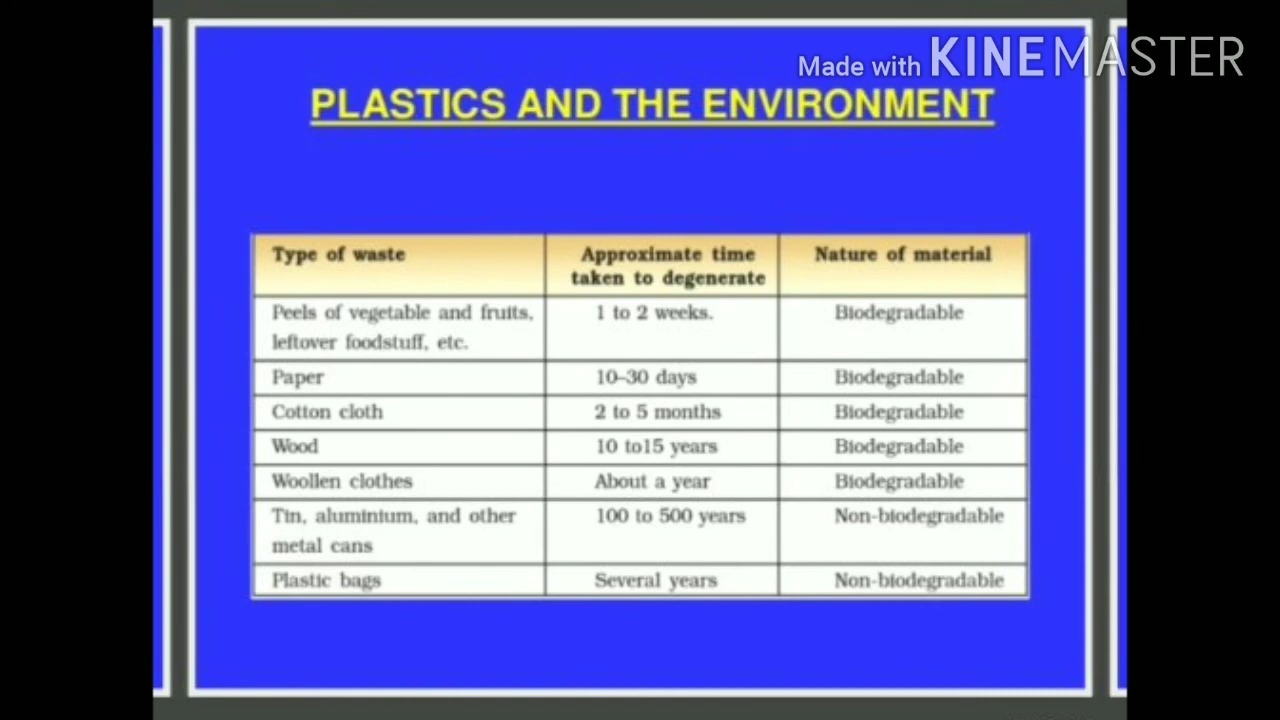 Made with KINEMASTER
PLASTICS AND THE ENVIRONMENT
Type of waste Approximate time taken to degenerate Nature of material
Peels of vegetable and fruits, 1 to 2 weeks. Biodegradable
leftover foodstuff, etc.
Paper 10–30 days Biodegradable
Cotton cloth 2 to 5 months Biodegradable
Wood 10 to15 years Biodegradable
Woollen clothes About a year Biodegradable
Tin, aluminium, and other 100 to 500 years Non-biodegradable
metal cans
Plastic bags Several years Non-biodegradable